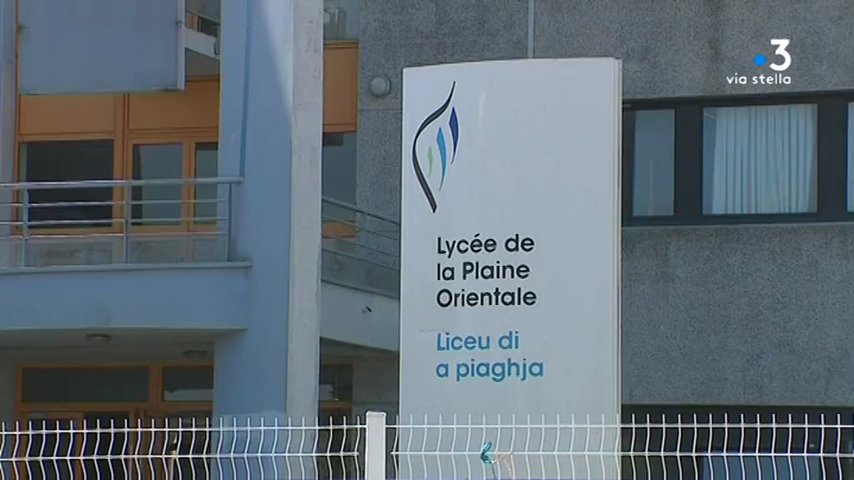 3
via stella
Lycée de
la Plaine
Orientale
Liceu di
a piaghja